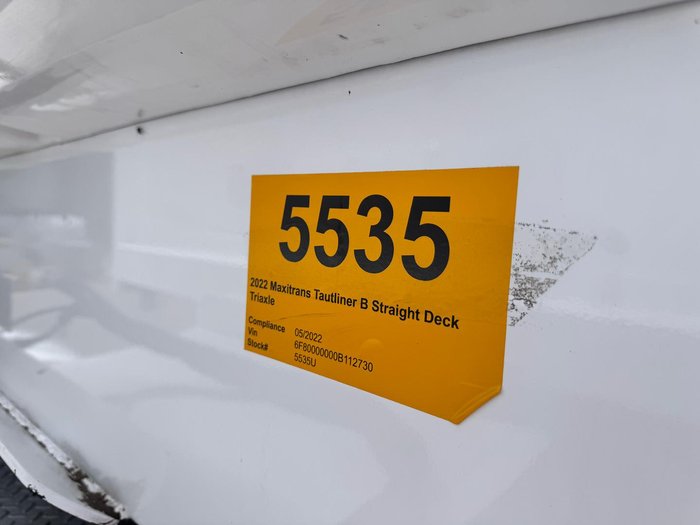 5535
2022 Maxitrans Tautliner B Straight Deck
Triaxle
Compliance 05/2022
Vin 6F80000000B112730
Stock# 5535U